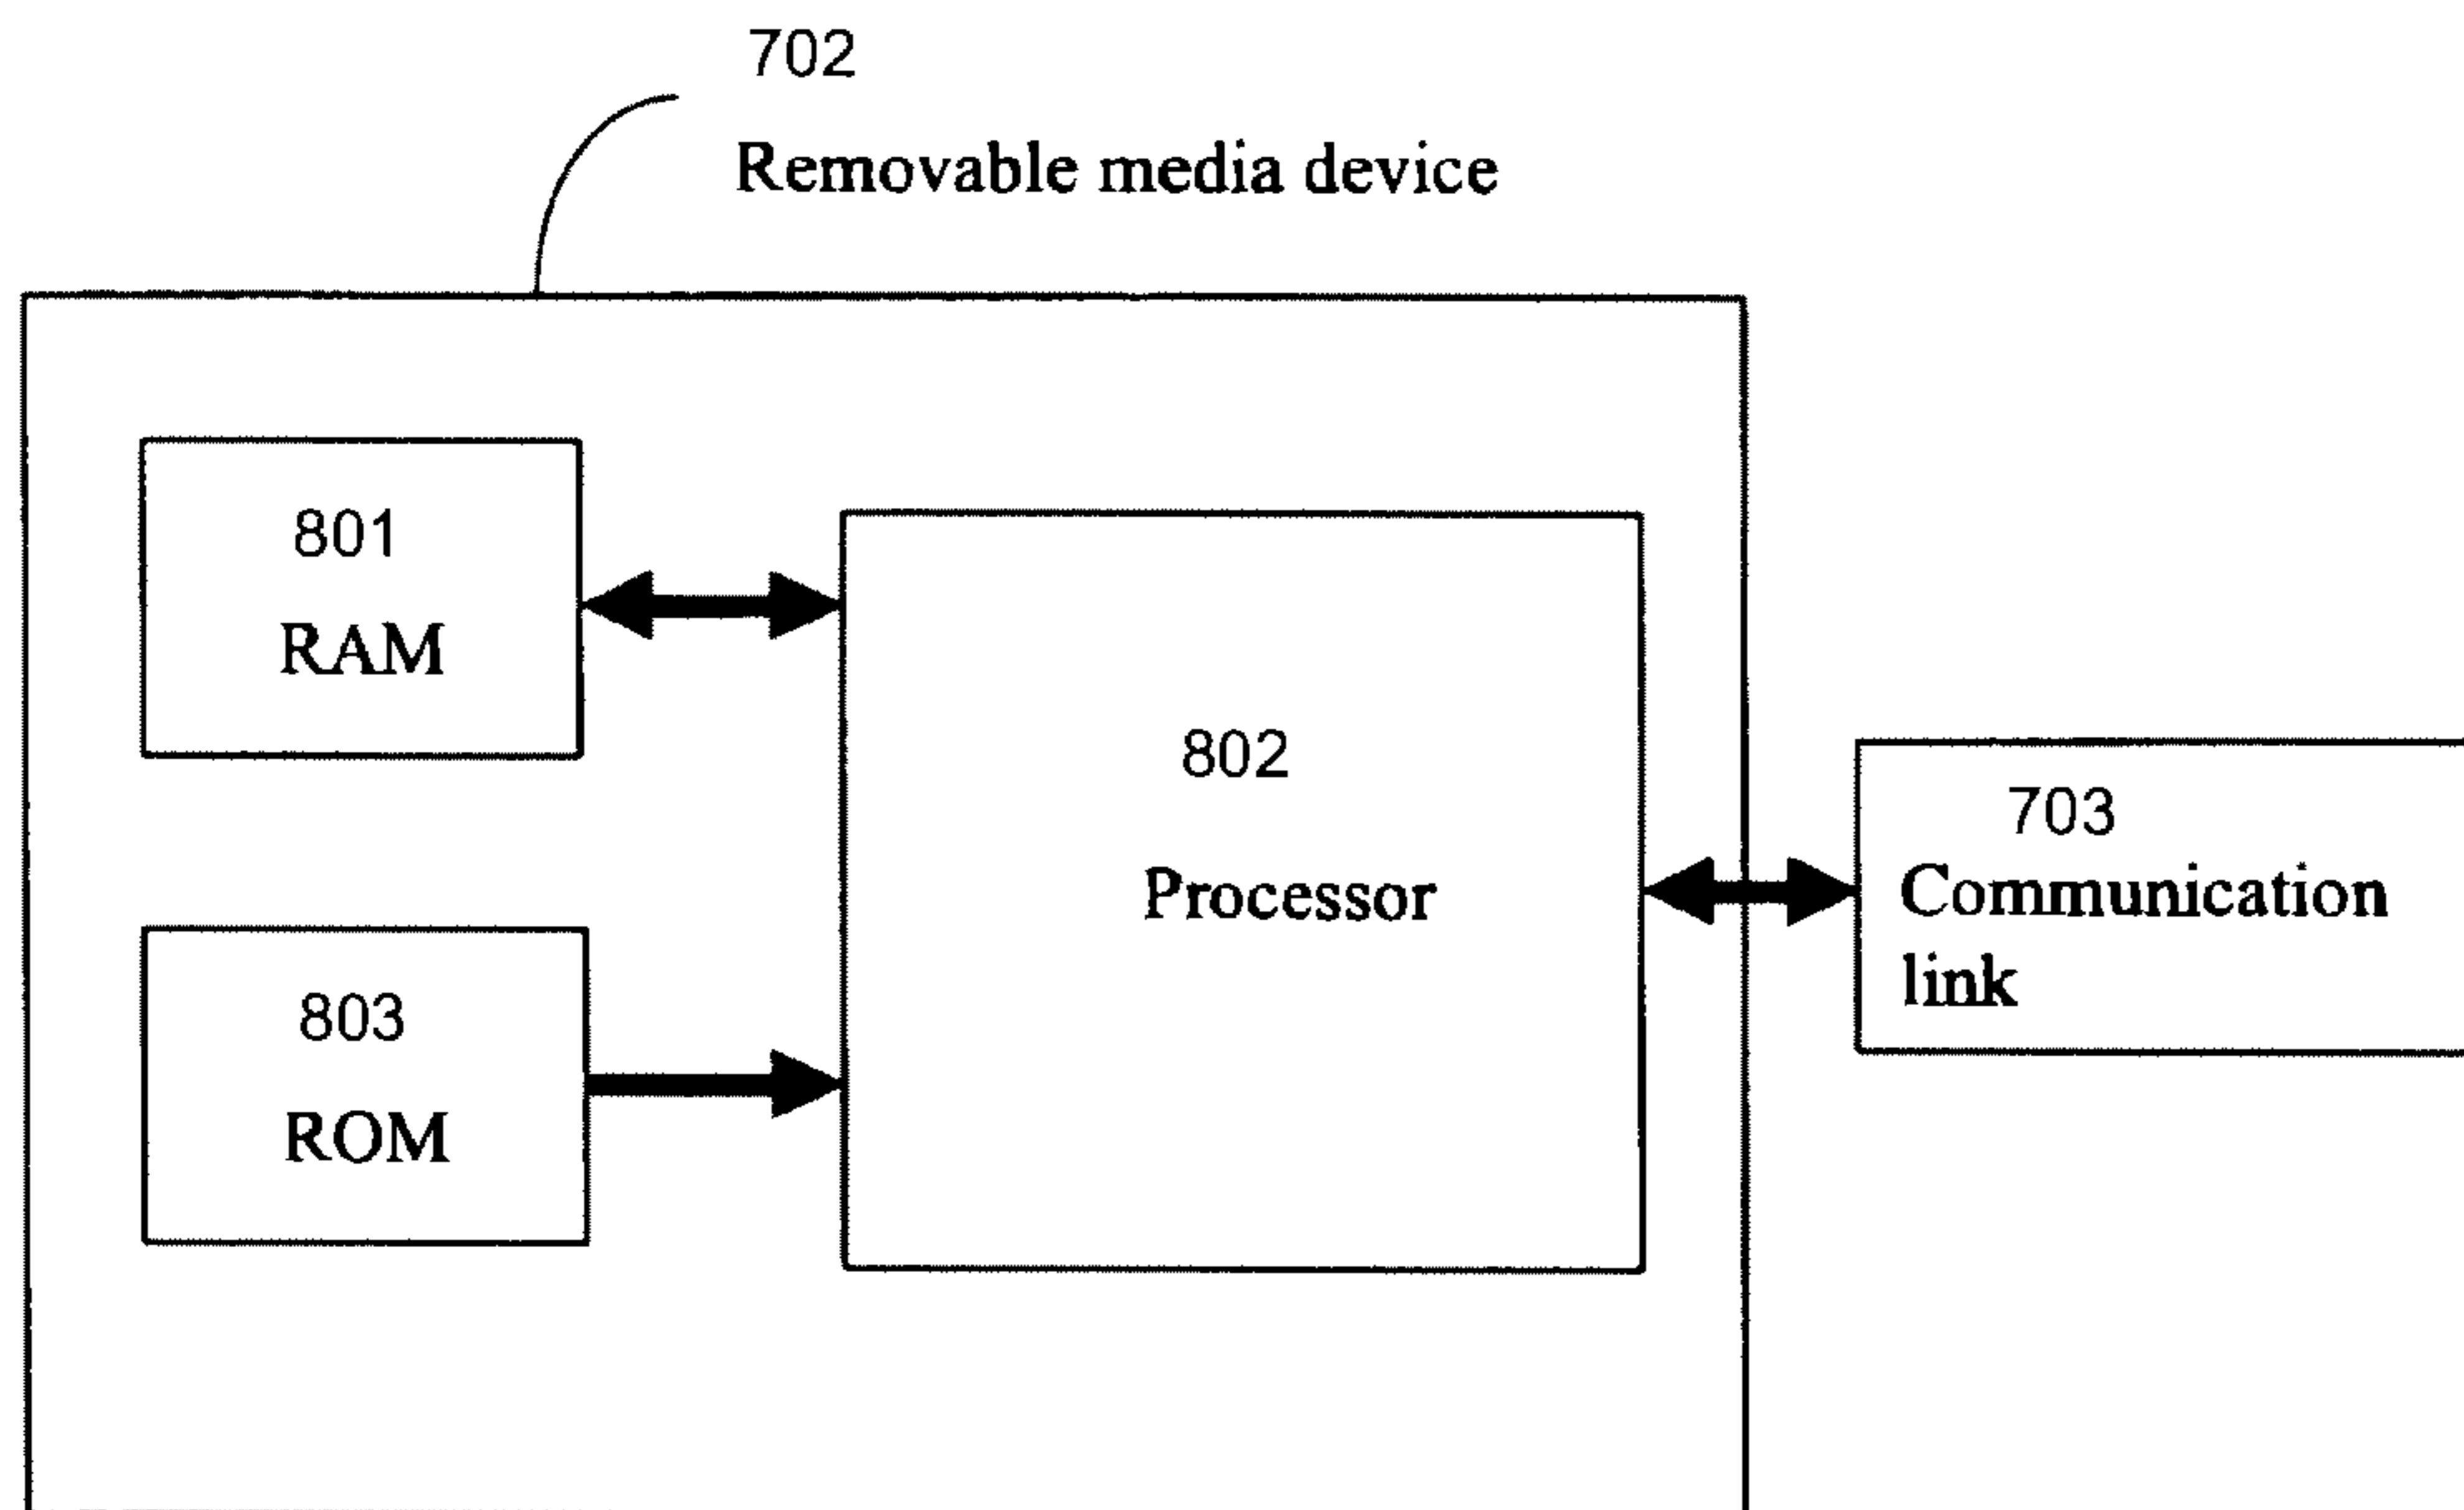 702
Removable media device
801
RAM
802
Processor
703
Communication
link
803
ROM